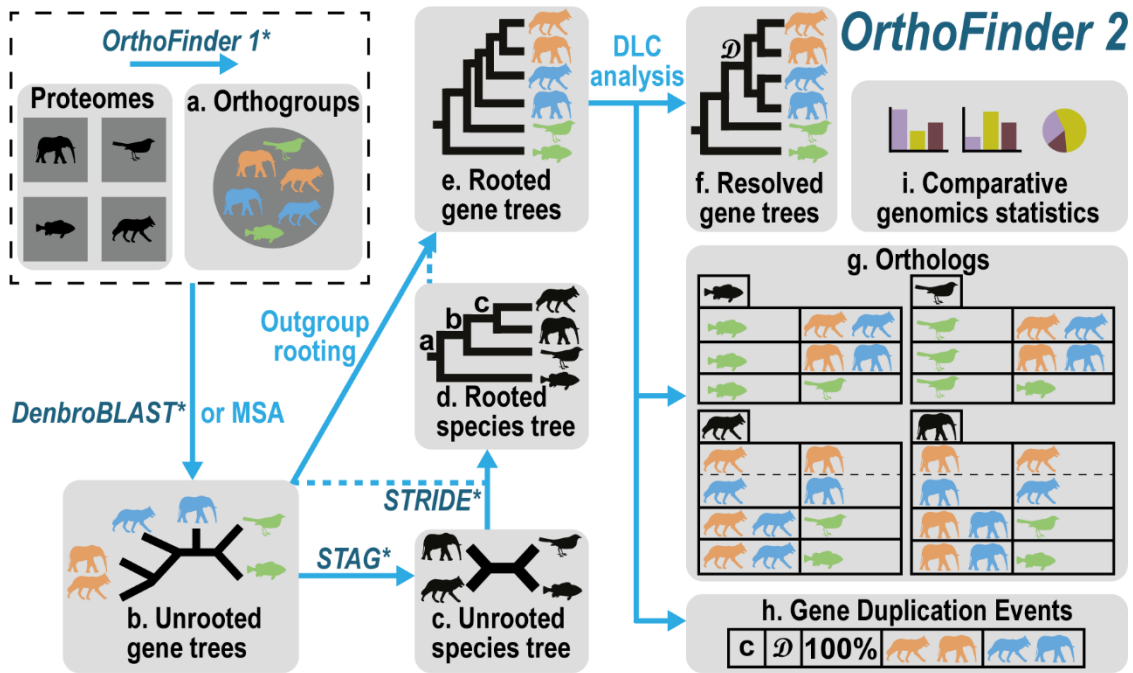 OrthoFinder 1*
Proteomes
a. Orthogroups
DenbroBLAST*
or MSA
b. Unrooted
gene trees
STAG*
c. Unrooted
species tree
STRIDE*
a
b
c
d. Rooted
species tree
Outgroup
rooting
e. Rooted
gene trees
DLC
analysis
𝒟
f. Resolved
gene trees
OrthoFinder 2
i. Comparative
genomics statistics
g. Orthologs
h. Gene Duplication Events
c 𝒟 100%